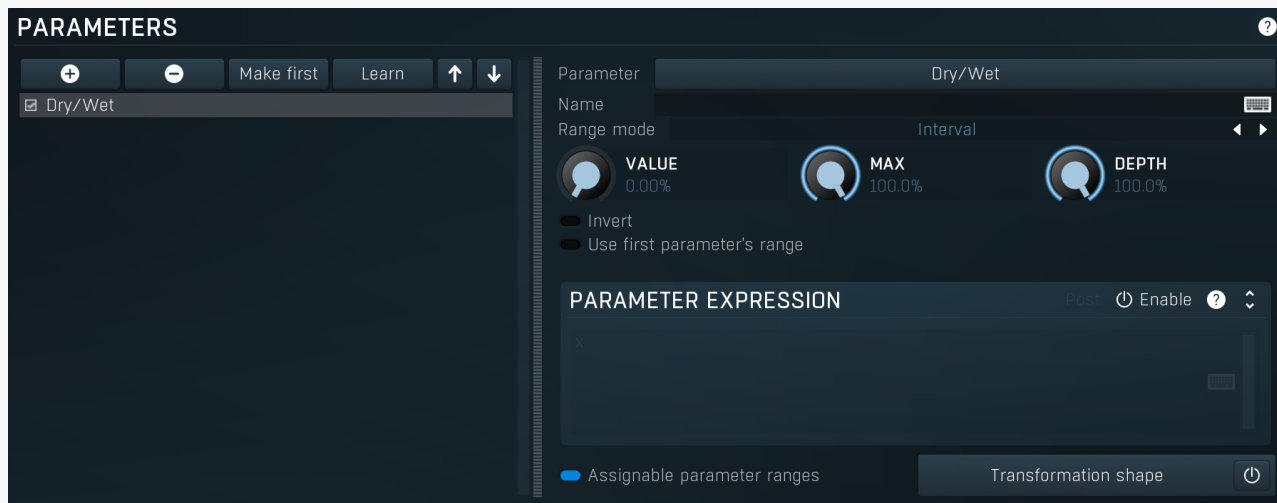 PARAMETERS
Make first Learn
Dry/Wet
Parameter Dry/Wet
Name
Range mode Interval
VALUE
0.00%
MAX
100.0%
DEPTH
100.0%
Invert
Use first parameter's range
PARAMETER EXPRESSION Post Enable
x
Assignable parameter ranges
Transformation shape